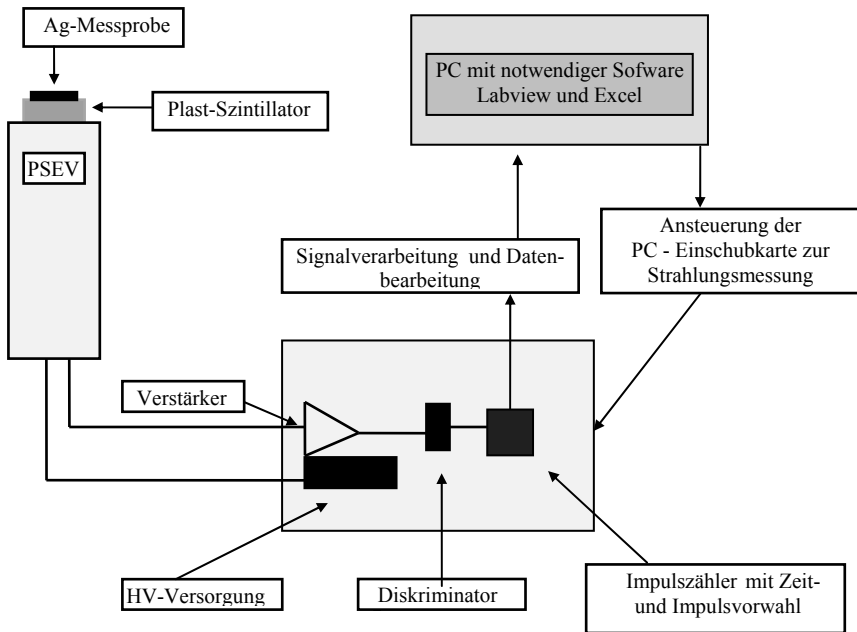 Ag-Messprobe
PC mit notwendiger Sofware
Labview und Excel
Plast-Szintillator
PSEV
Ansteuerung der
PC - Einschubkarte zur
Strahlungsmessung
Signalverarbeitung und Daten-
bearbeitung
Verstärker
HV-Versorgung
Diskriminator
Impulszähler mit Zeit-
und Impulsvorwahl